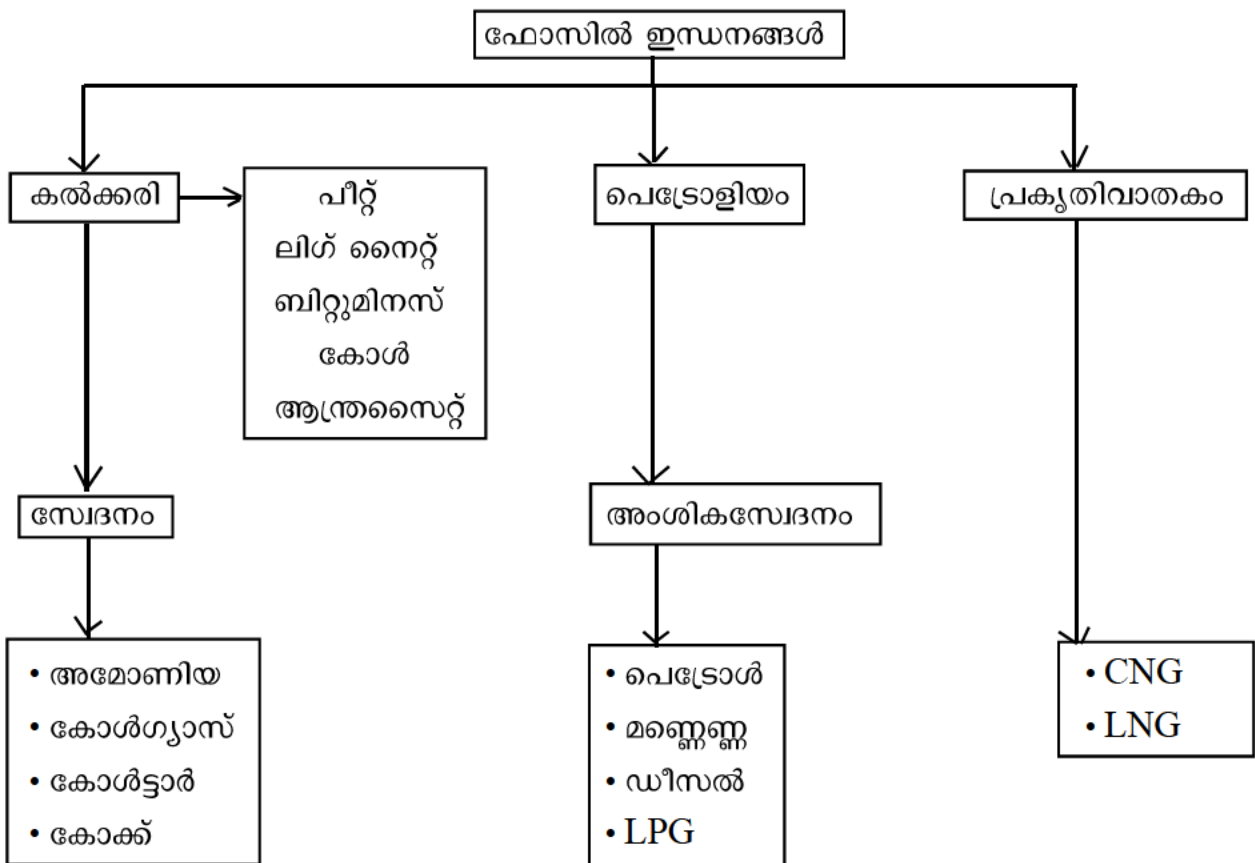 ഫോസിൽ ഇന്ധനങ്ങൾ
കൽക്കരി
പീറ്റ്
ലിഗ് നൈറ്റ്
ബിറ്റുമിനസ്
കോൾ
ആന്ത്രസൈറ്റ്
പെട്രോളിയം
പ്രകൃതിവാതകം
സ്വേദനം
അംശികസ്വേദനം
• അമോണിയ
• കോൾഗ്യാസ്
• കോൾട്ടാർ
• കോക്ക്
• പെട്രോൾ
• മണ്ണെണ്ണ
• ഡീസൽ
• LPG
• CNG
• LNG